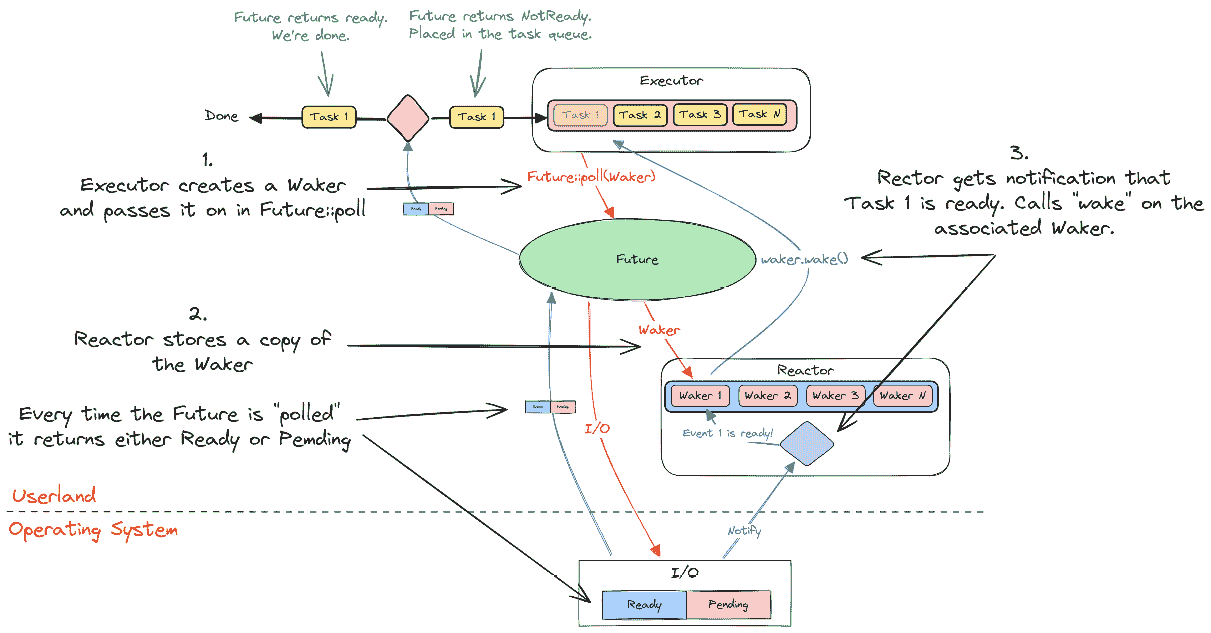 Future returns ready.
We're done.
Future returns NotReady.
Placed in the task queue.
Executor
Done
Task 1
Task 1
Task 1
Task 2
Task 3
Task N
1.
Executor creates a Waker
and passes it on in Future::poll
Ready
Pending
Future::poll(Waker)
3.
Rector gets notification that
Task 1 is ready. Calls "wake" on the
associated Waker.
Future
waker.wake()
2.
Reactor stores a copy of
the Waker
Waker
Reactor
Waker 1
Waker 2
Waker 3
Waker N
Every time the Future is "polled"
it returns either Ready or Pemding
Ready
Pending
I/O
Event 1 is ready!
Userland
Operating System
Notify
I/O
Ready
Pending